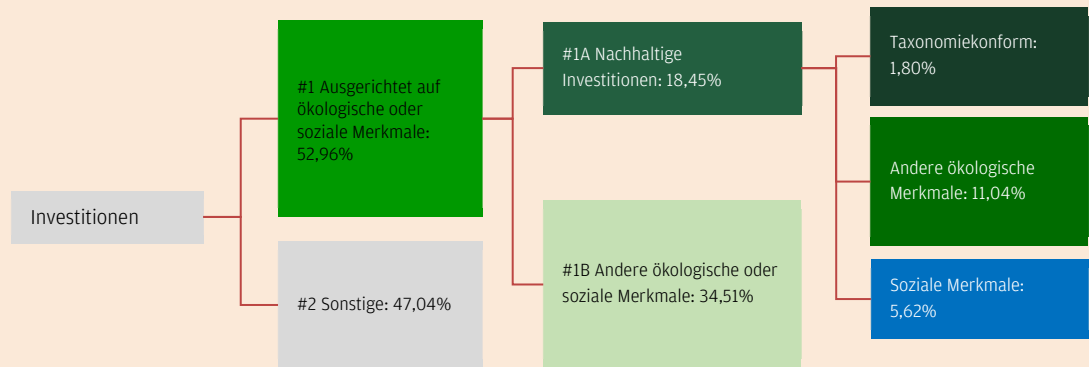 Investitionen
#1 Ausgerichtet auf
ökologische oder
soziale Merkmale:
52,96%
#2 Sonstige: 47,04%
#1A Nachhaltige
Investitionen: 18,45%
#1B Andere ökologische oder
soziale Merkmale: 34,51%
Taxonomiekonform:
1,80%
Andere ökologische
Merkmale: 11,04%
Soziale Merkmale:
5,62%